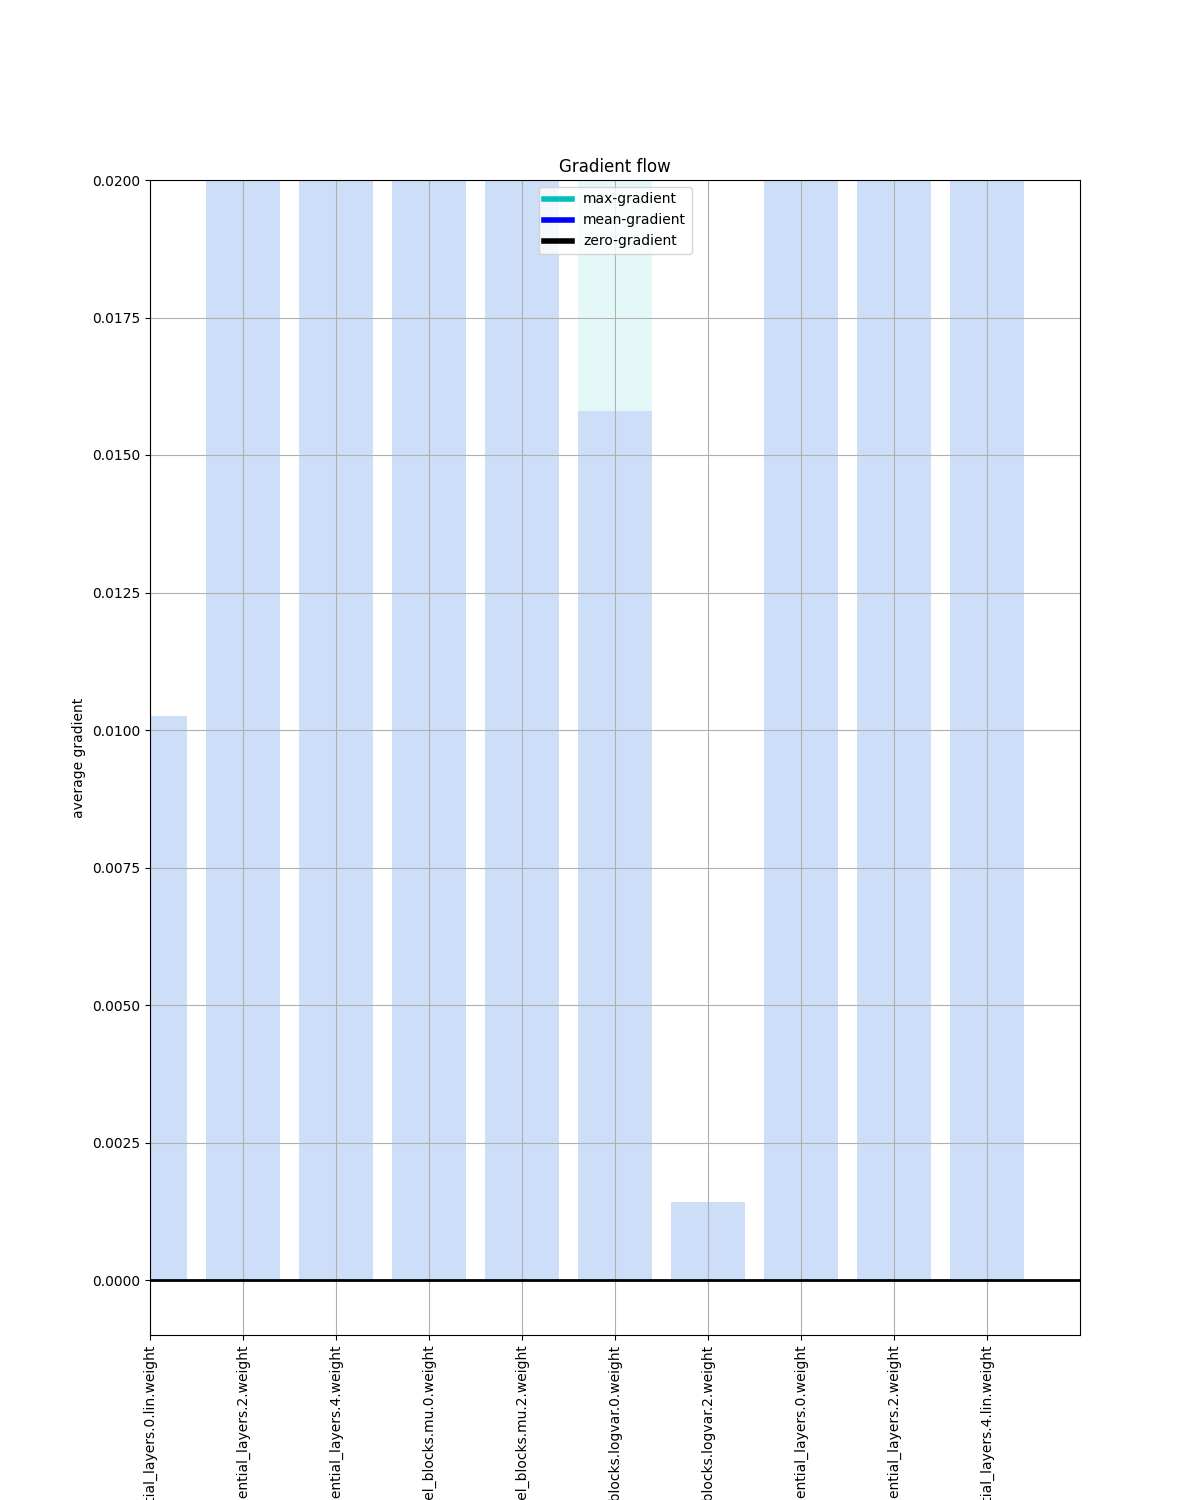 Gradient flow
max-gradient
mean-gradient
zero-gradient
0.0200
0.0175
0.0150
0.0125
0.0100
0.0075
0.0050
0.0025
0.0000
average gradient
tial_layers.0.lin.weight
ential_layers.2.weight
ential_layers.4.weight
el_blocks.mu.0.weight
el_blocks.mu.2.weight
blocks.logvar.0.weight
blocks.logvar.2.weight
ential_layers.0.weight
ential_layers.2.weight
tial_layers.4.lin.weight